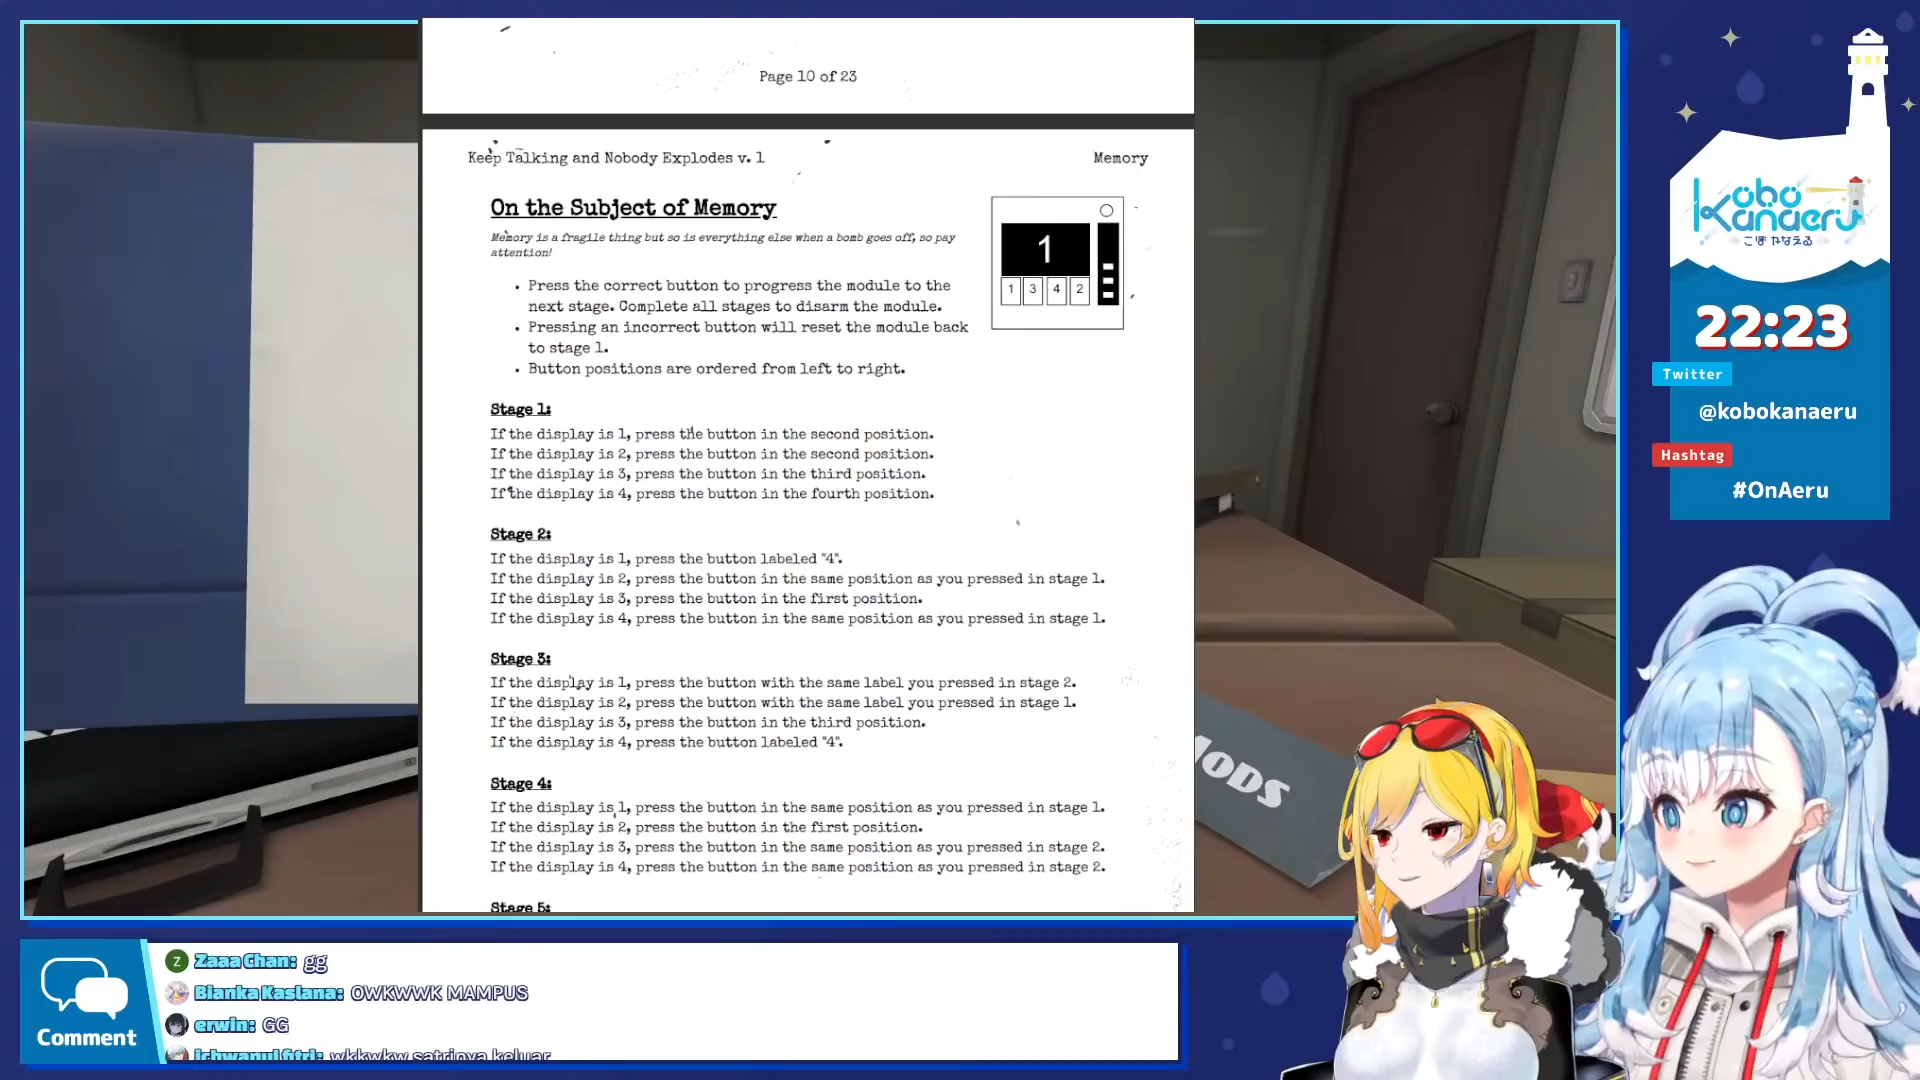 Page 10 of 23
Keep Talking and Nobody Explodes v. 1
Memory
On the Subject of Memory
Memory is a fragile thing but so is everything else when a bomb goes off, so pay
attention!
1
1 3 4 2
• Press the correct button to progress the module to the
next stage. Complete all stages to disarm the module.
• Pressing an incorrect button will reset the module back
to stage 1.
• Button positions are ordered from left to right.
Stage 1:
If the display is 1, press the button in the second position.
If the display is 2, press the button in the second position.
If the display is 3, press the button in the third position.
If the display is 4, press the button in the fourth position.
Stage 2:
If the display is 1, press the button labeled "4".
If the display is 2, press the button in the same position as you pressed in stage 1.
If the display is 3, press the button in the first position.
If the display is 4, press the button in the same position as you pressed in stage 1.
Stage 3:
If the display is 1, press the button with the same label you pressed in stage 2.
If the display is 2, press the button with the same label you pressed in stage 1.
If the display is 3, press the button in the third position.
If the display is 4, press the button labeled "4".
Stage 4:
If the display is 1, press the button in the same position as you pressed in stage 1.
If the display is 2, press the button in the first position.
If the display is 3, press the button in the same position as you pressed in stage 2.
If the display is 4, press the button in the same position as you pressed in stage 2.
Stage 5:
MODS
Kobo
Kanaeru
こぼ かなえる
22:23
Twitter
@kobokanaeru
Hashtag
#OnAeru
Comment
Z
Zaaa Chan: gg
Bianka Kaslana: OWKWWK MAMPUS
erwin: GG
ichwanul fitri: wkkwkw satrinya keluar